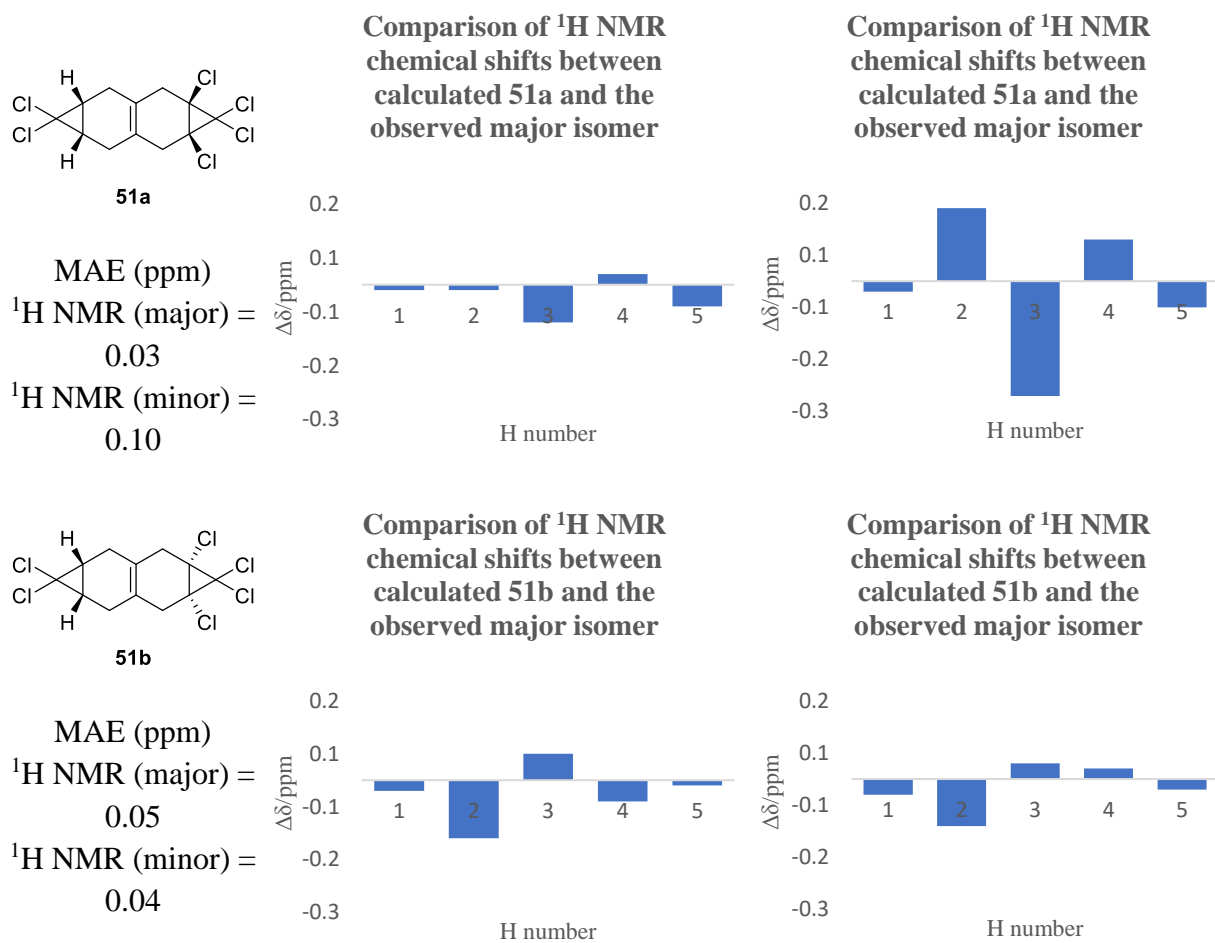 H
Cl
Cl
Cl
Cl
Cl
Cl
H
51a
MAE (ppm)
¹H NMR (major) =
0.03
¹H NMR (minor) =
0.10
Comparison of ¹H NMR
chemical shifts between
calculated 51a and the
observed major isomer
0.2
0.1
-0.1
-0.2
-0.3
Δδ/ppm
1 2 3 4 5
H number
Comparison of ¹H NMR
chemical shifts between
calculated 51a and the
observed major isomer
0.2
0.1
-0.1
-0.2
-0.3
Δδ/ppm
1 2 3 4 5
H number
H
Cl
Cl
Cl
Cl
Cl
Cl
H
51b
MAE (ppm)
¹H NMR (major) =
0.05
¹H NMR (minor) =
0.04
Comparison of ¹H NMR
chemical shifts between
calculated 51b and the
observed major isomer
0.2
0.1
-0.1
-0.2
-0.3
Δδ/ppm
1 2 3 4 5
H number
Comparison of ¹H NMR
chemical shifts between
calculated 51b and the
observed major isomer
0.2
0.1
-0.1
-0.2
-0.3
Δδ/ppm
1 2 3 4 5
H number